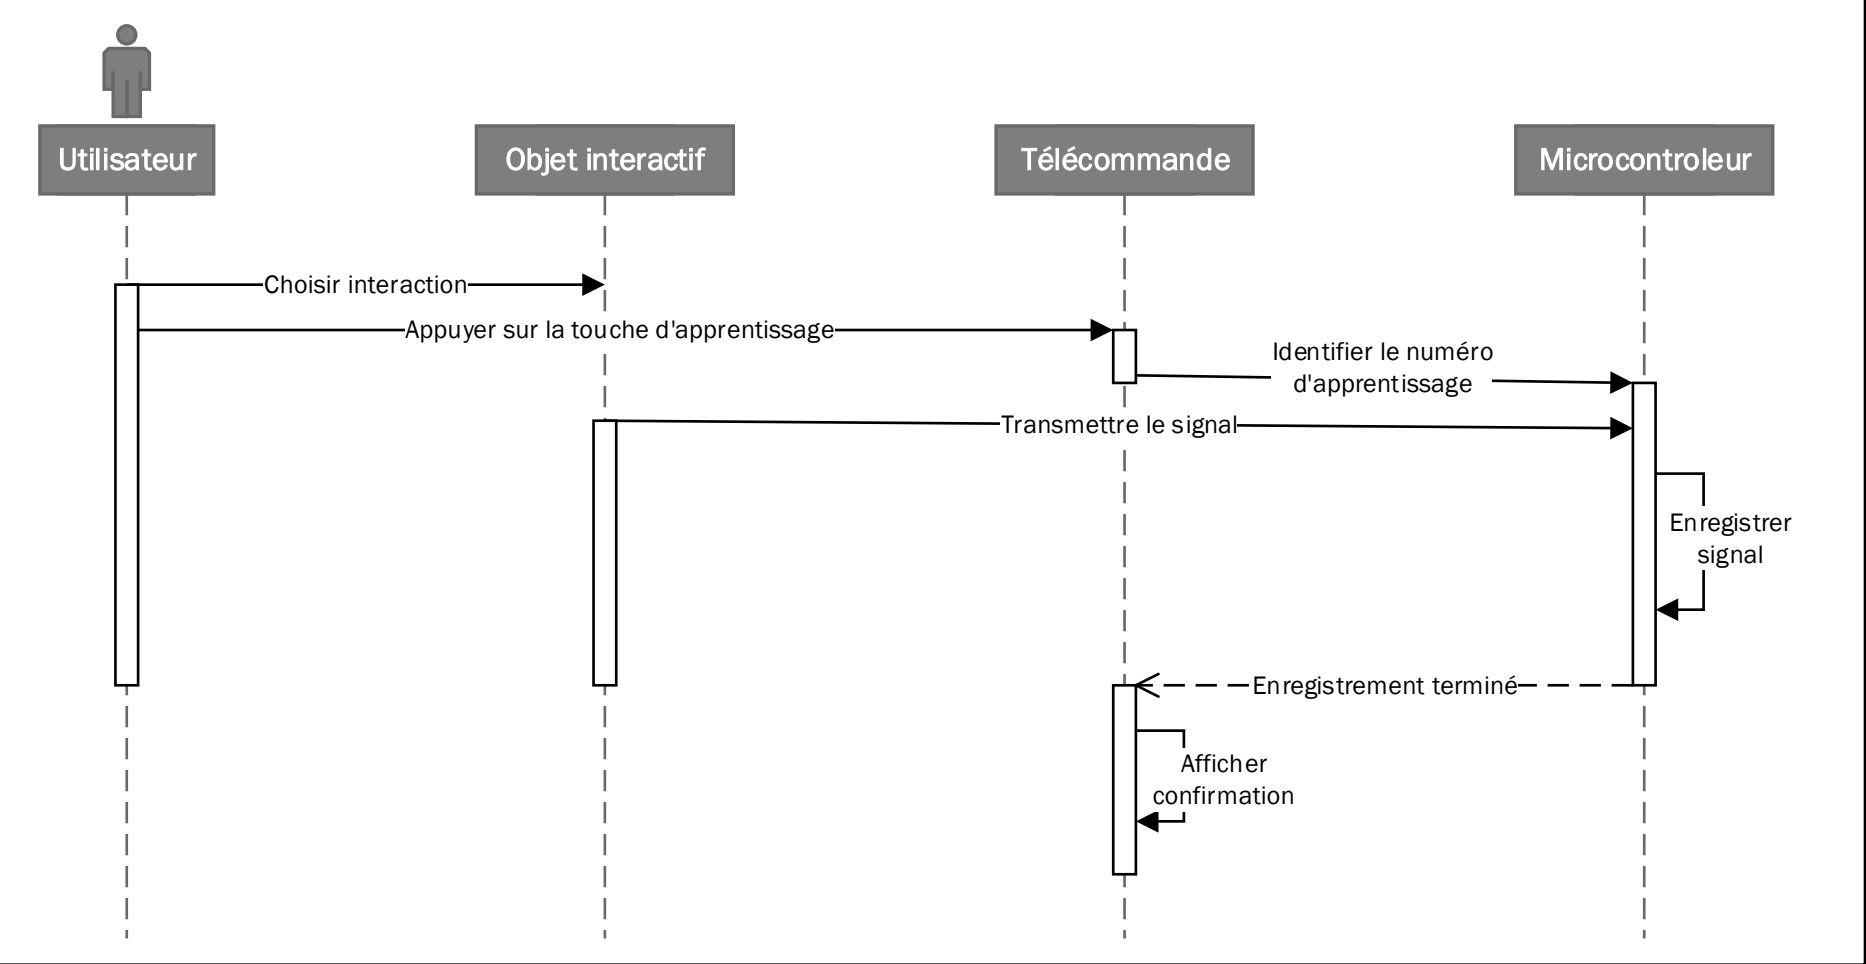 Utilisateur
Objet interactif
Télécommande
Microcontroleur
Choisir interaction
Appuyer sur la touche d'apprentissage
Identifier le numéro
d'apprentissage
Transmettre le signal
Enregistrer
signal
Enregistrement terminé
Afficher
confirmation